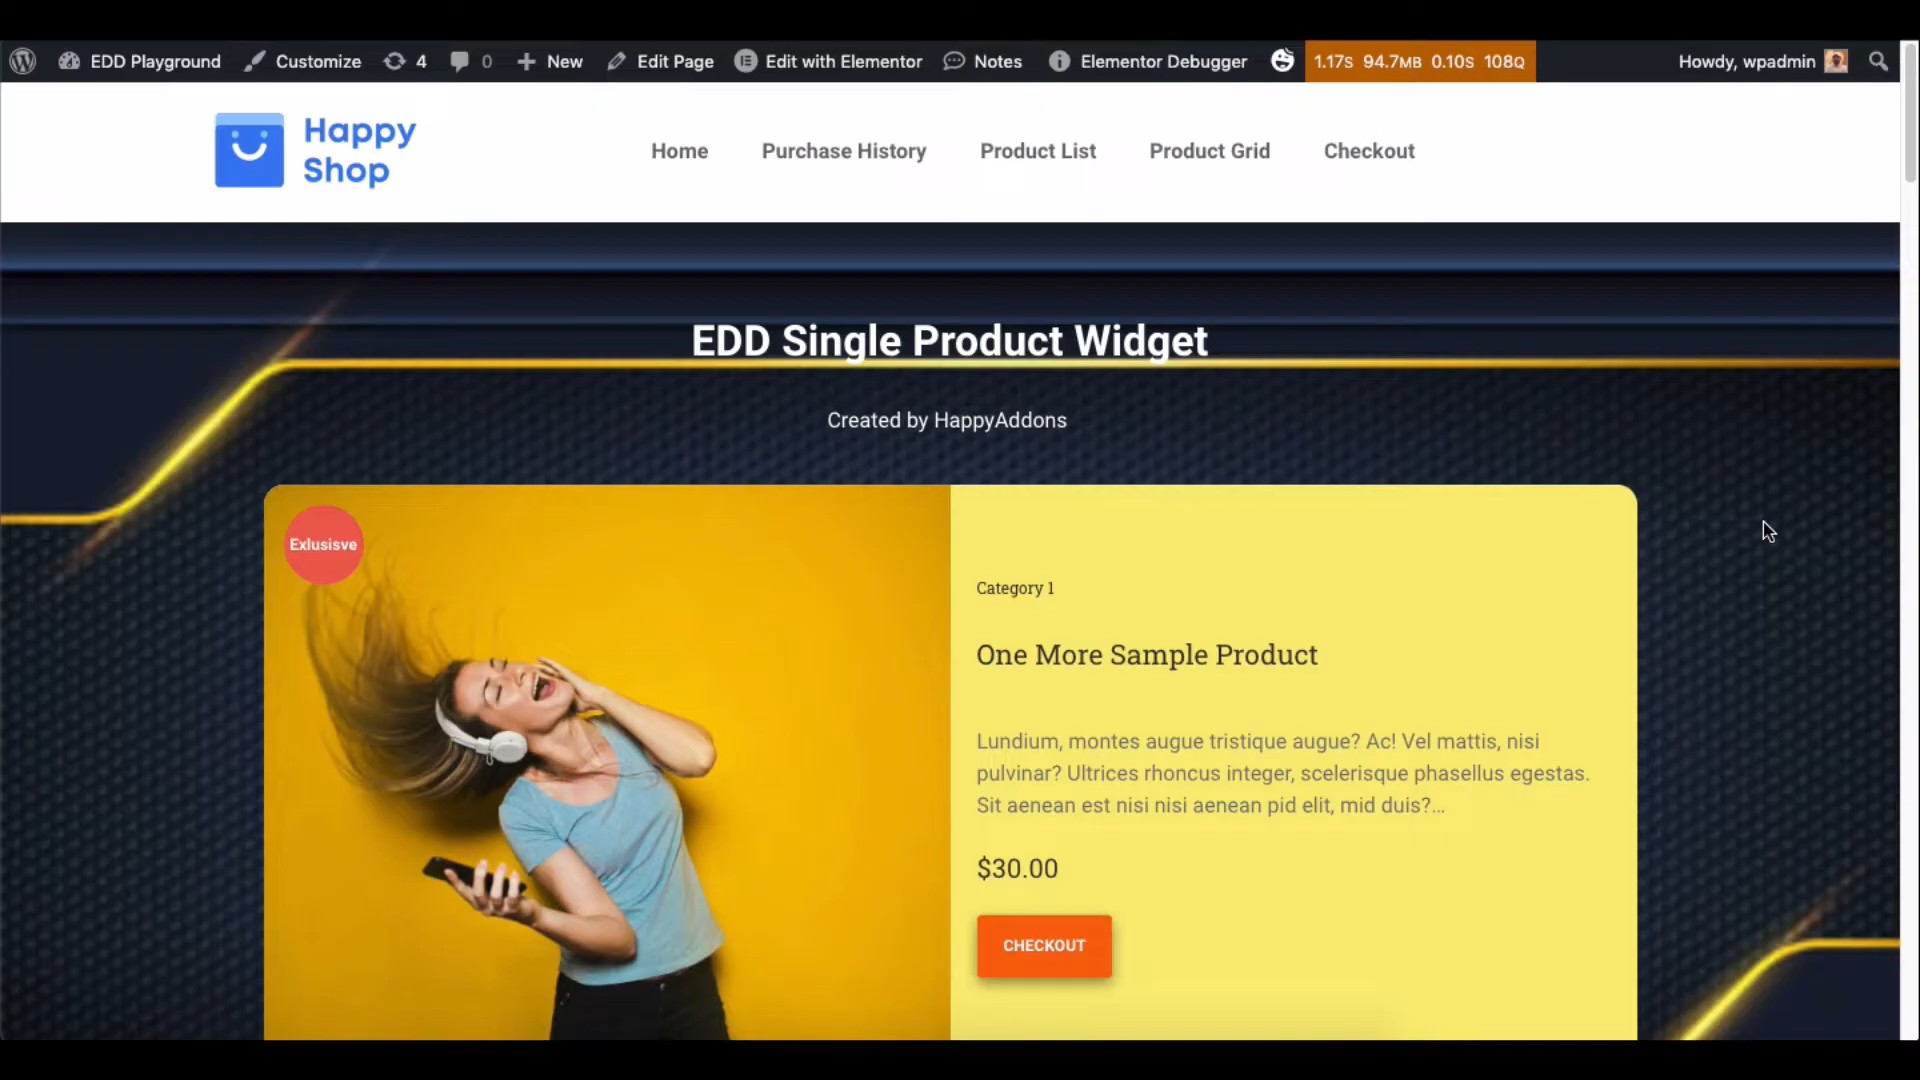 EDD Playground Customize 4 0 New Edit Page Edit with Elementor Notes Elementor Debugger 1.17S 94.7MB 0.10S 108Q Howdy, wpadmin
Happy
Shop
Home Purchase History Product List Product Grid Checkout
EDD Single Product Widget
Created by HappyAddons
Exlusisve
Category 1
One More Sample Product
Lundium, montes augue tristique augue? Ac! Vel mattis, nisi
pulvinar? Ultrices rhoncus integer, scelerisque phasellus egestas.
Sit aenean est nisi nisi aenean pid elit, mid duis?...
$30.00
CHECKOUT